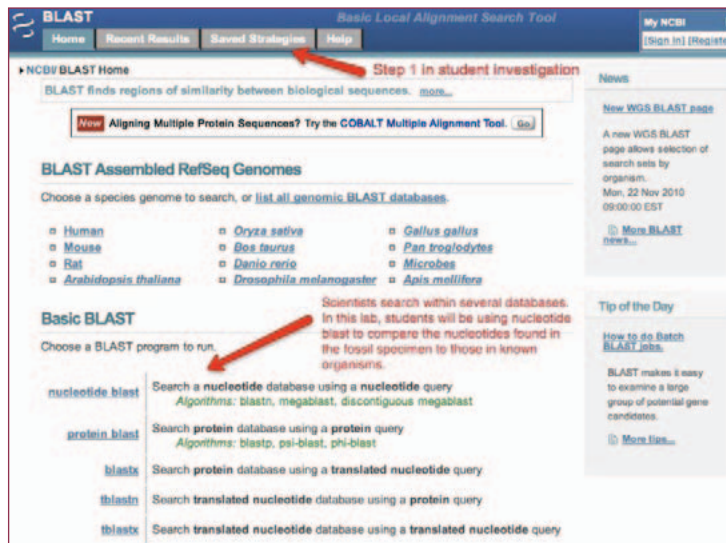 BLAST
Basic Local Alignment Search Tool
Home Recent Results Saved Strategies Help
My NCBI
[Sign In] [Registe
NCBI/ BLAST Home
Step 1 in student investigation
BLAST finds regions of similarity between biological sequences. more...
New Aligning Multiple Protein Sequences? Try the COBALT Multiple Alignment Tool. Go
BLAST Assembled RefSeq Genomes
Choose a species genome to search, or list all genomic BLAST databases.
Human
Mouse
Rat
Arabidopsis thaliana
Oryza sativa
Bos taurus
Danio rerio
Drosophila melanogaster
Gallus gallus
Pan troglodytes
Microbes
Apis mellifera
Scientists search within several databases.
In this lab, students will be using nucleotide
blast to compare the nucleotides found in
the fossil specimen to those in known
organisms.
Basic BLAST
Choose a BLAST program to run.
nucleotide blast
Search a nucleotide database using a nucleotide query
Algorithms: blastn, megablast, discontiguous megablast
protein blast
Search protein database using a protein query
Algorithms: blastp, psi-blast, phi-blast
blastx
Search protein database using a translated nucleotide query
tblastn
Search translated nucleotide database using a protein query
tblastx
Search translated nucleotide database using a translated nucleotide query
News
New WGS BLAST page
A new WGS BLAST
page allows selection of
search sets by
organism.
Mon, 22 Nov 2010
09:00:00 EST
More BLAST
news...
Tip of the Day
How to do Batch
BLAST jobs.
BLAST makes it easy
to examine a large
group of potential gene
candidates.
More tips...